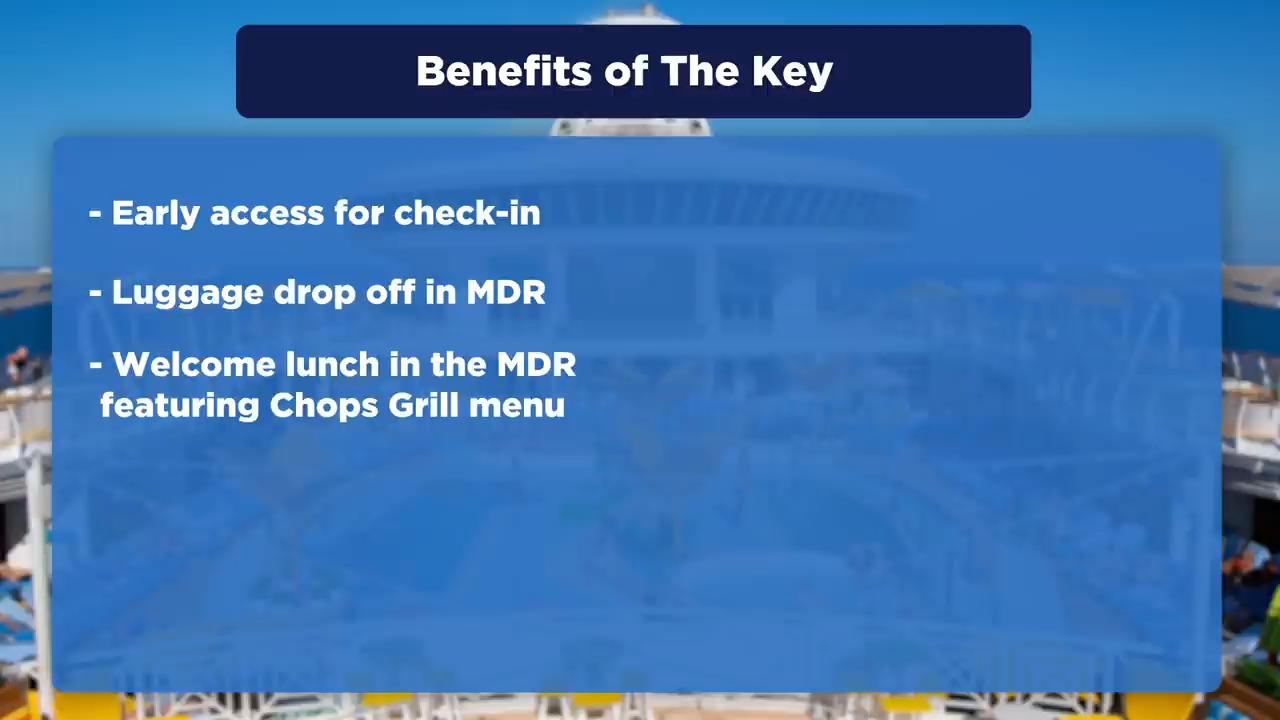 Benefits of The Key
- Early access for check-in
- Luggage drop off in MDR
- Welcome lunch in the MDR
featuring Chops Grill menu